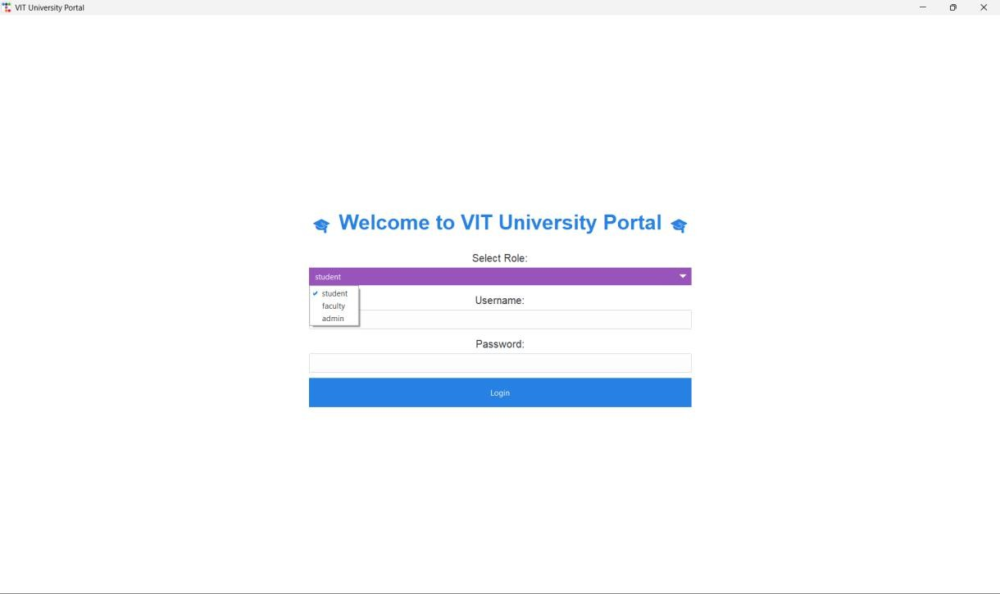 VIT University Portal
Welcome to VIT University Portal
Select Role:
student
student
faculty
admin
Username:
Password:
Login